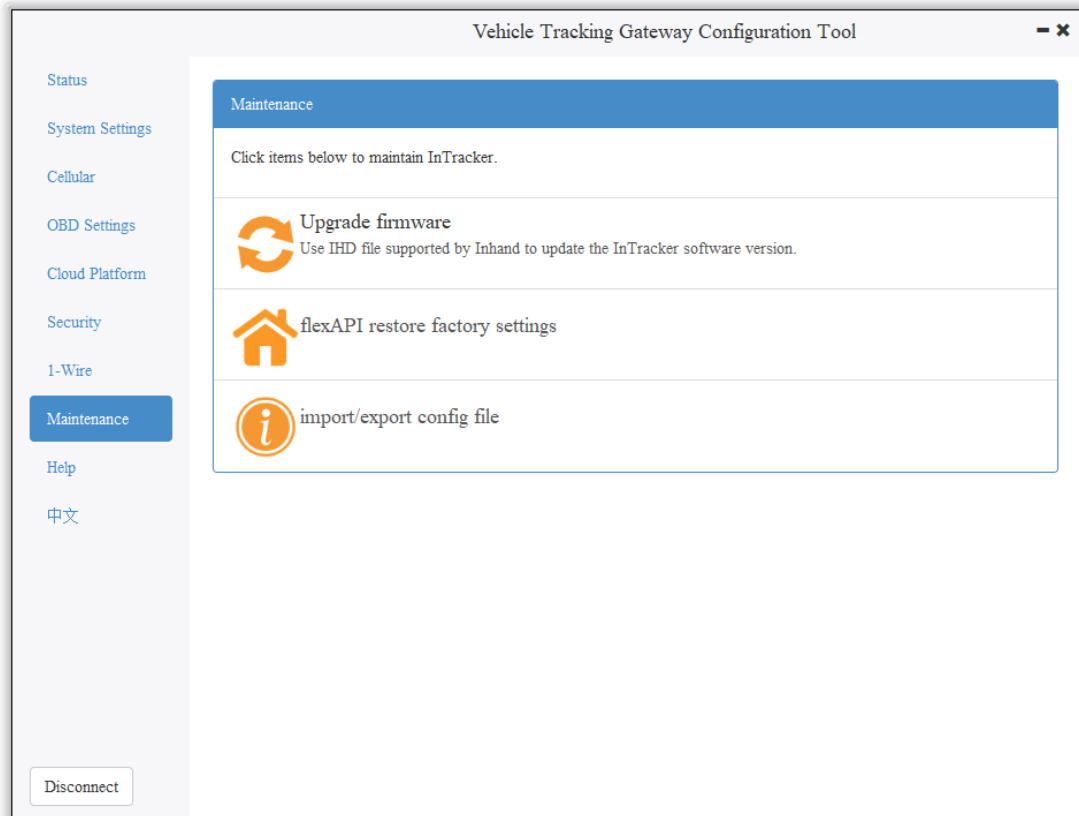 Vehicle Tracking Gateway Configuration Tool
Status
System Settings
Cellular
OBD Settings
Cloud Platform
Security
1-Wire
Maintenance
Help
中文
Disconnect
Maintenance
Click items below to maintain InTracker.
Upgrade firmware
Use IHD file supported by Inhand to update the InTracker software version.
flexAPI restore factory settings
import/export config file